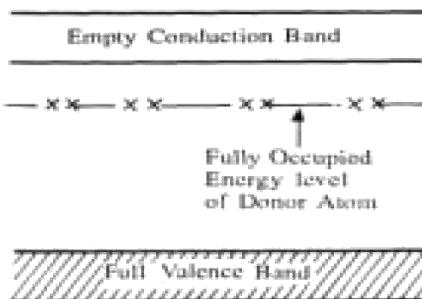 Empty Conduction Band
Fully Occupied
Energy level
of Donor Atom
Full Valence Band